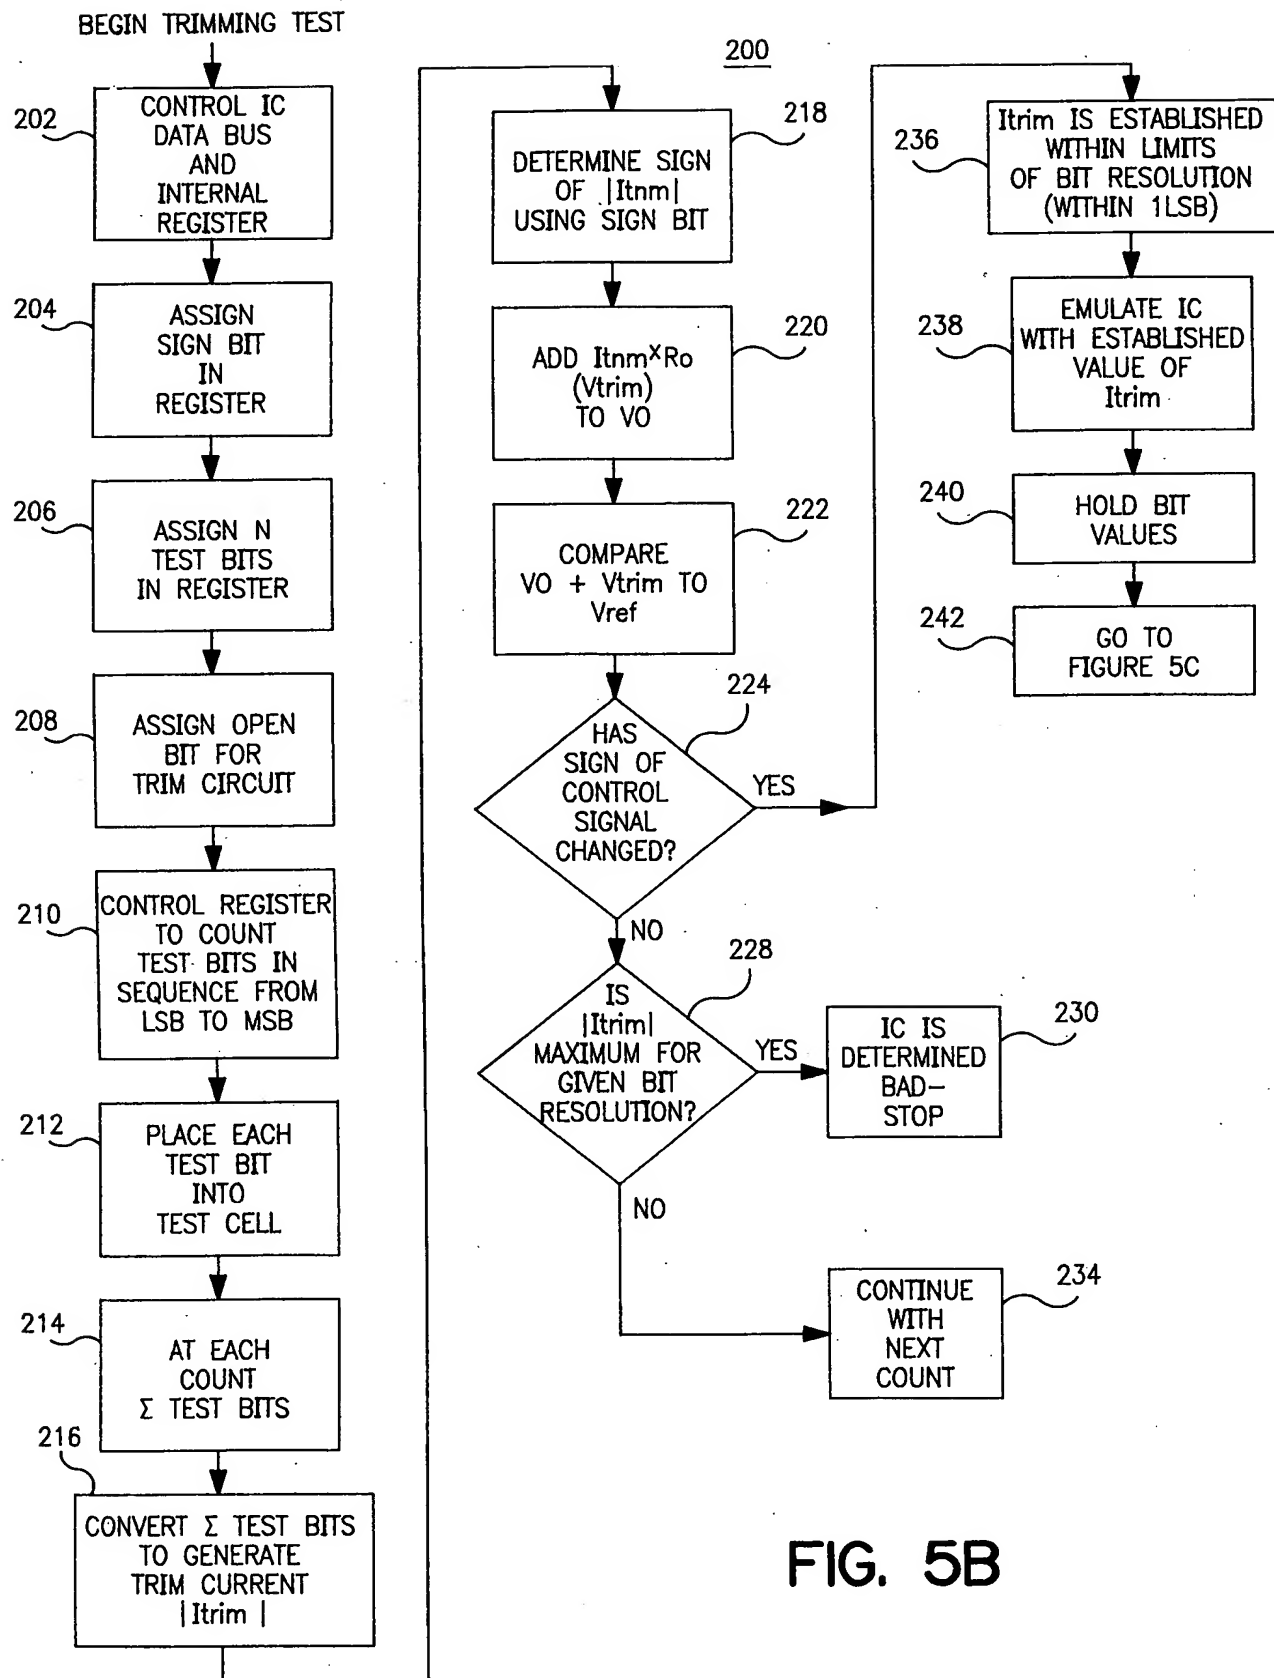 BEGIN TRIMMING TEST
202
CONTROL IC
DATA BUS
AND
INTERNAL
REGISTER
204
ASSIGN
SIGN BIT
IN
REGISTER
206
ASSIGN N
TEST BITS
IN REGISTER
208
ASSIGN OPEN
BIT FOR
TRIM CIRCUIT
210
CONTROL REGISTER
TO COUNT
TEST BITS IN
SEQUENCE FROM
LSB TO MSB
212
PLACE EACH
TEST BIT
INTO
TEST CELL
214
AT EACH
COUNT
Σ TEST BITS
216
CONVERT Σ TEST BITS
TO GENERATE
TRIM CURRENT
|Itrim |
200
218
DETERMINE SIGN
OF |Itnm|
USING SIGN BIT
220
ADD Itnm×Ro
(Vtrim)
TO VO
222
COMPARE
VO + Vtrim TO
Vref
224
HAS
SIGN OF
CONTROL
SIGNAL
CHANGED?
YES
NO
228
IS
|Itrim|
MAXIMUM FOR
GIVEN BIT
RESOLUTION?
YES
NO
230
IC IS
DETERMINED
BAD-
STOP
234
CONTINUE
WITH
NEXT
COUNT
236
Itrim IS ESTABLISHED
WITHIN LIMITS
OF BIT RESOLUTION
(WITHIN 1LSB)
238
EMULATE IC
WITH ESTABLISHED
VALUE OF
Itrim
240
HOLD BIT
VALUES
242
GO TO
FIGURE 5C
FIG. 5B